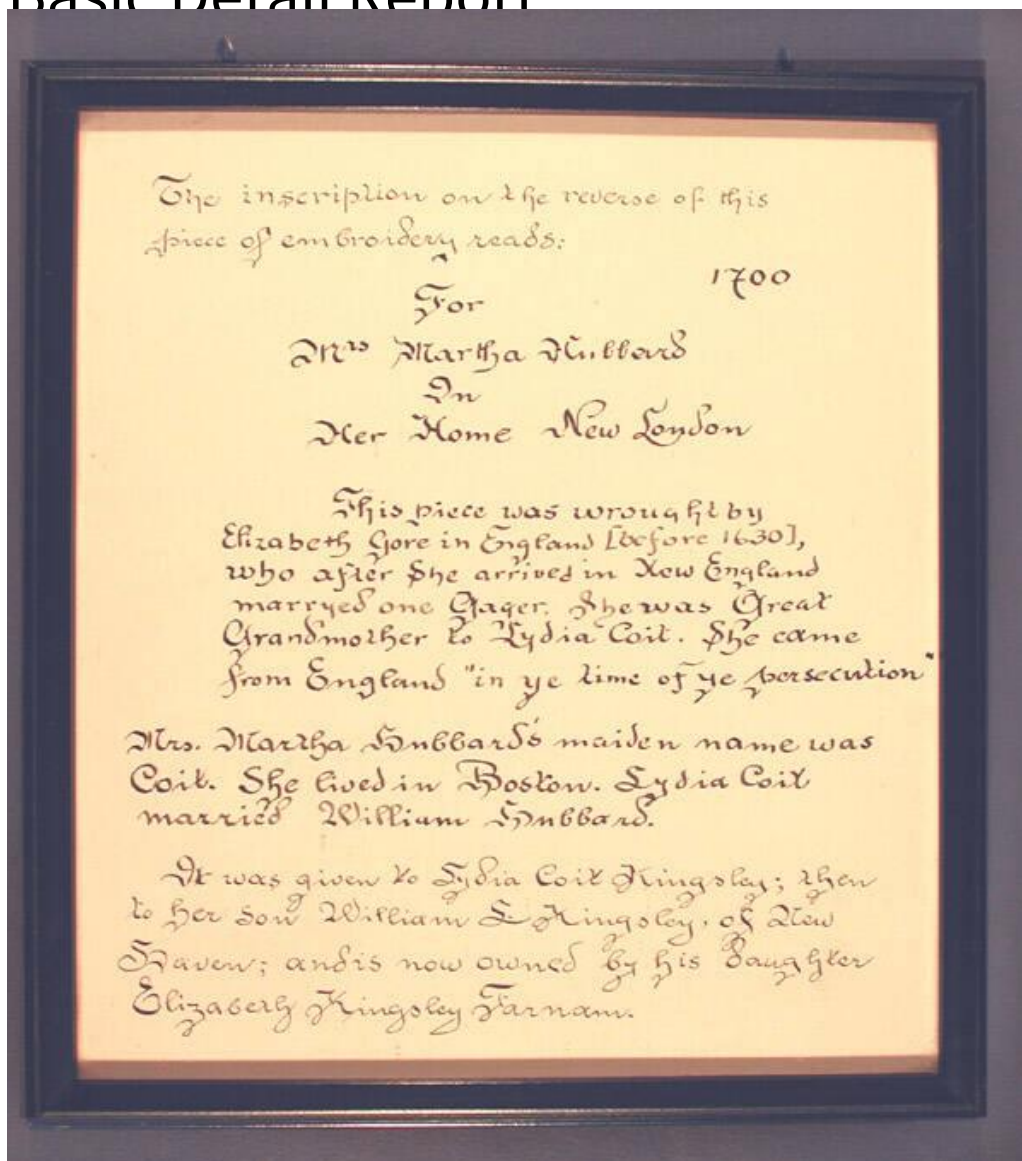 Basic Detail Report
The inscription on the reverse of this
piece of embroidery reads:
1700
For
Mrs Martha Hubbard
In
Her Home New London
This piece was wrought by
Elizabeth Gore in England [before 1630],
who after She arrived in New England
marryed one Gager. She was Great
Grandmother to Lydia Coit. She came
from England "in ye time of ye persecution"
Mrs. Martha Hubbard's maiden name was
Coit. She lived in Boston. Lydia Coit
married William Hubbard.
It was given to Lydia Coit Kingsley; then
to her son William L. Kingsley, of New
Haven; and is now owned by his daughter
Elizabeth Kingsley Farnam.